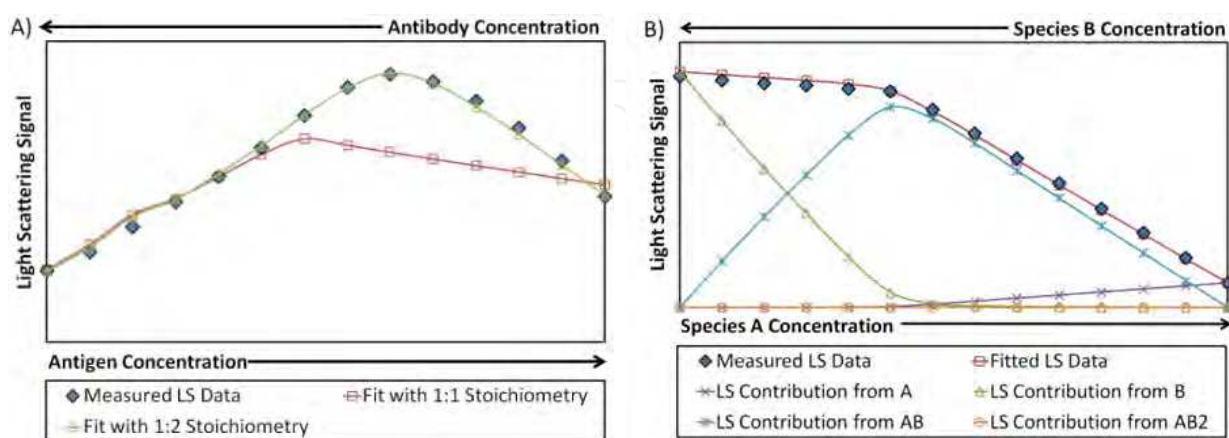 A)
Antibody Concentration
Light Scattering Signal
Antigen Concentration
Measured LS Data
Fit with 1:1 Stoichiometry
Fit with 1:2 Stoichiometry
B)
Species B Concentration
Light Scattering Signal
Species A Concentration
Measured LS Data
Fitted LS Data
LS Contribution from A
LS Contribution from B
LS Contribution from AB
LS Contribution from AB2